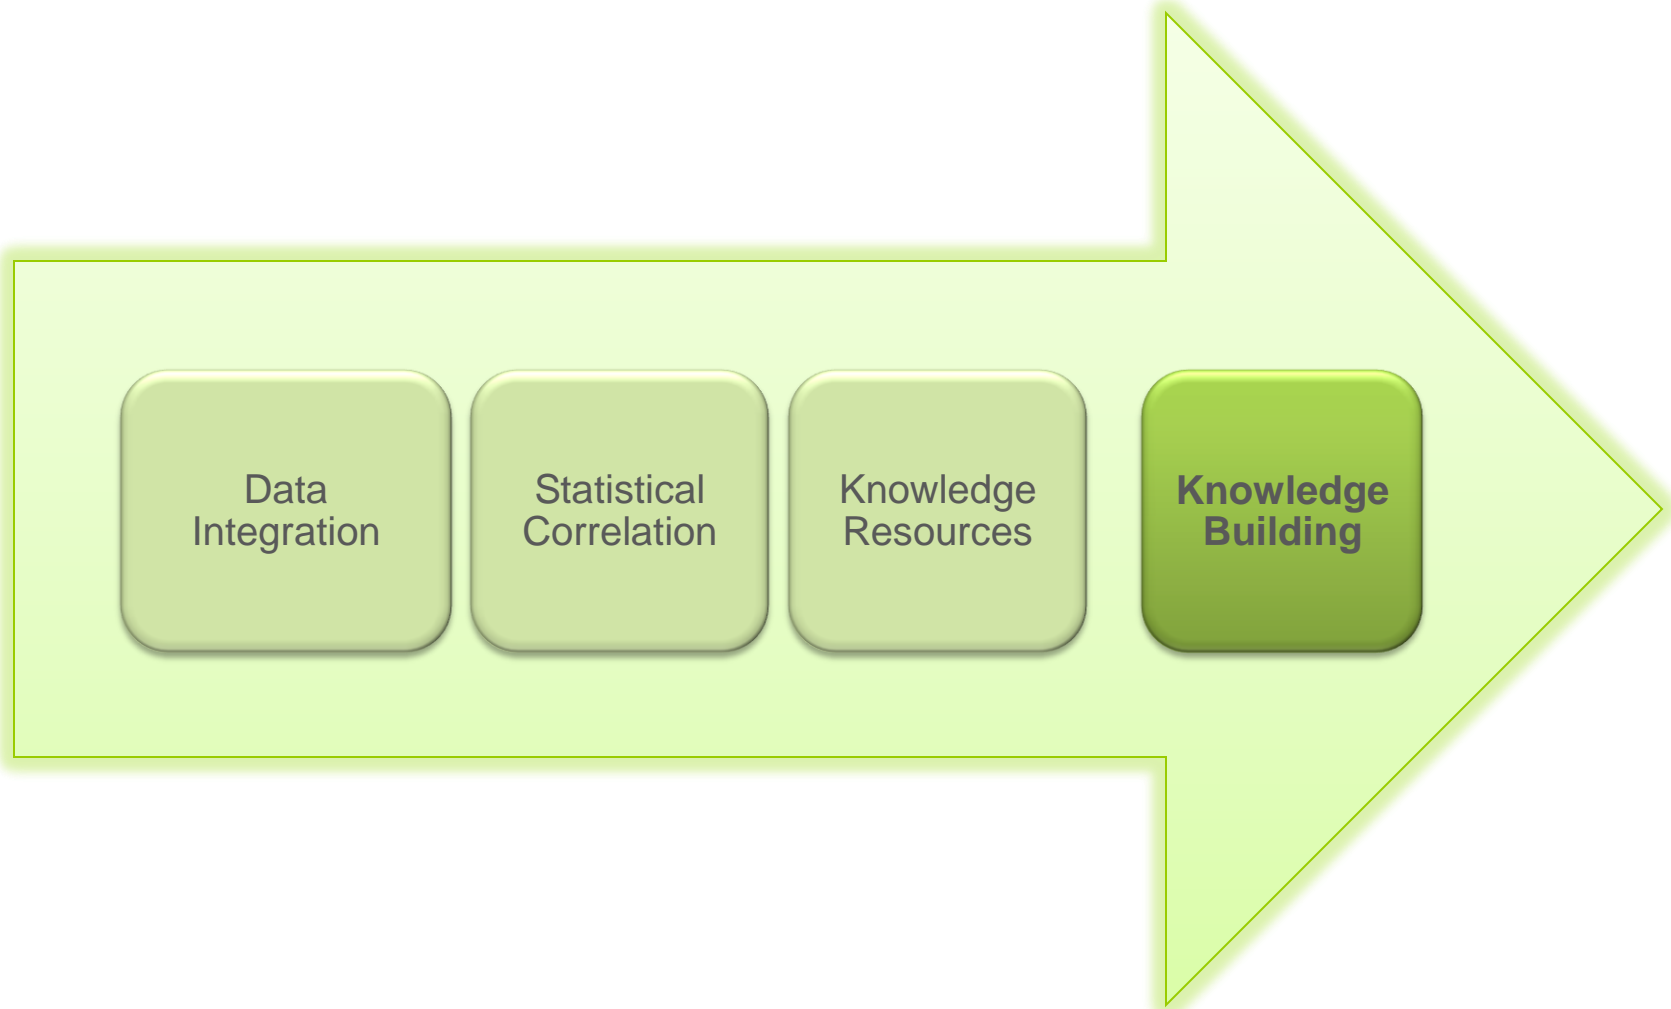 Data
Integration
Statistical
Correlation
Knowledge
Resources
Knowledge
Building